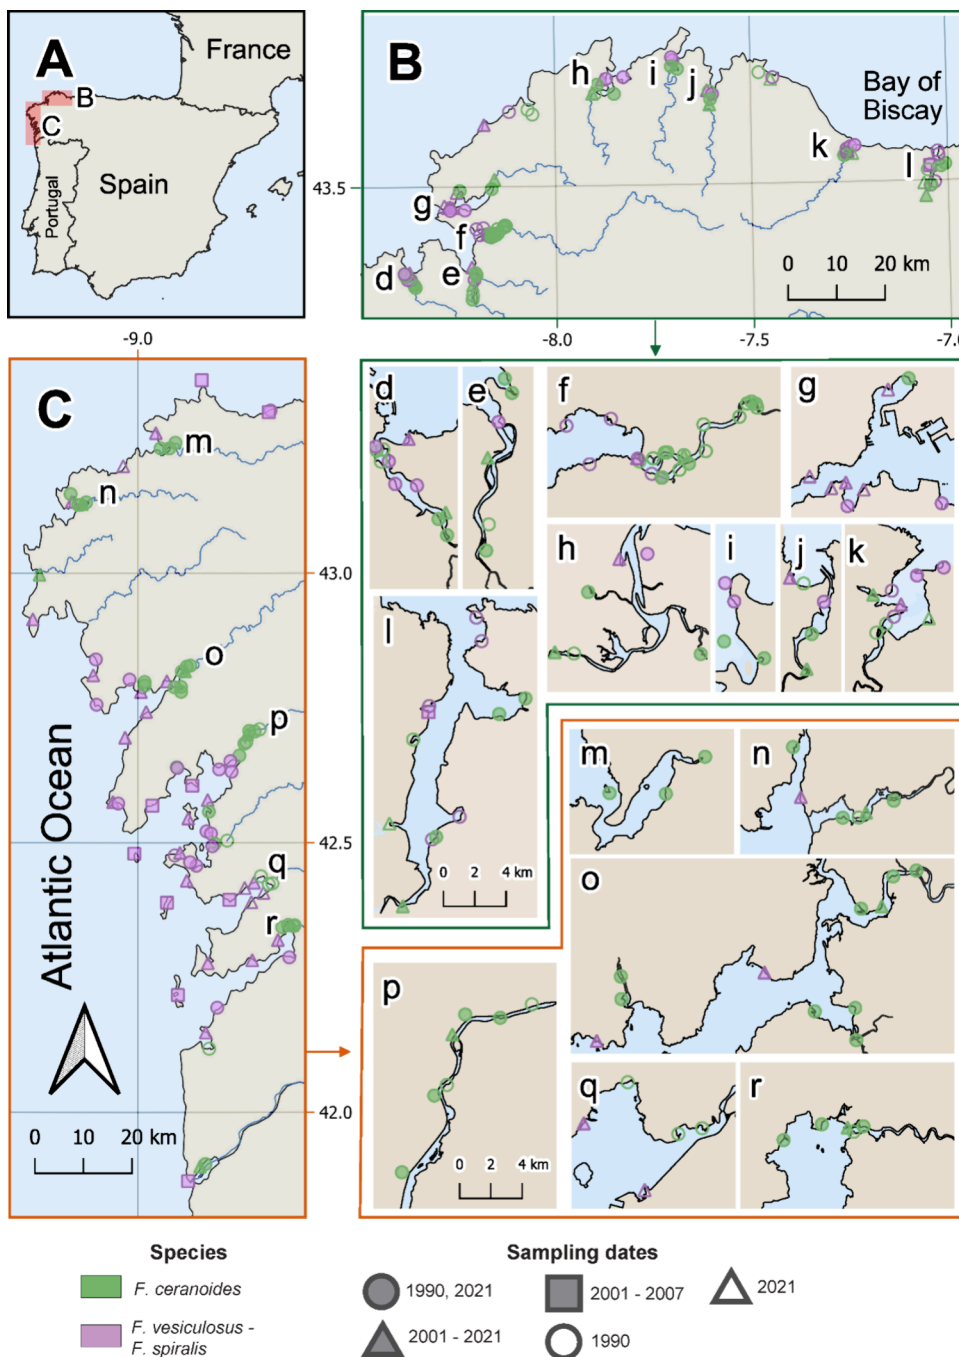 A
France
B
C
Portugal
Spain
B
Bay of
Biscay
h
i
j
k
l
43.5
g
f
d
e
0 10 20 km
-8.0
-7.5
-7.0
-9.0
C
m
n
43.0
o
p
Atlantic Ocean
42.5
q
r
42.0
0 10 20 km
d
e
f
g
h
i
j
k
l
0 2 4 km
m
n
o
p
0 2 4 km
q
r
Species
F. ceranoides
F. vesiculosus -
F. spiralis
Sampling dates
1990, 2021
2001 - 2007
2021
2001 - 2021
1990